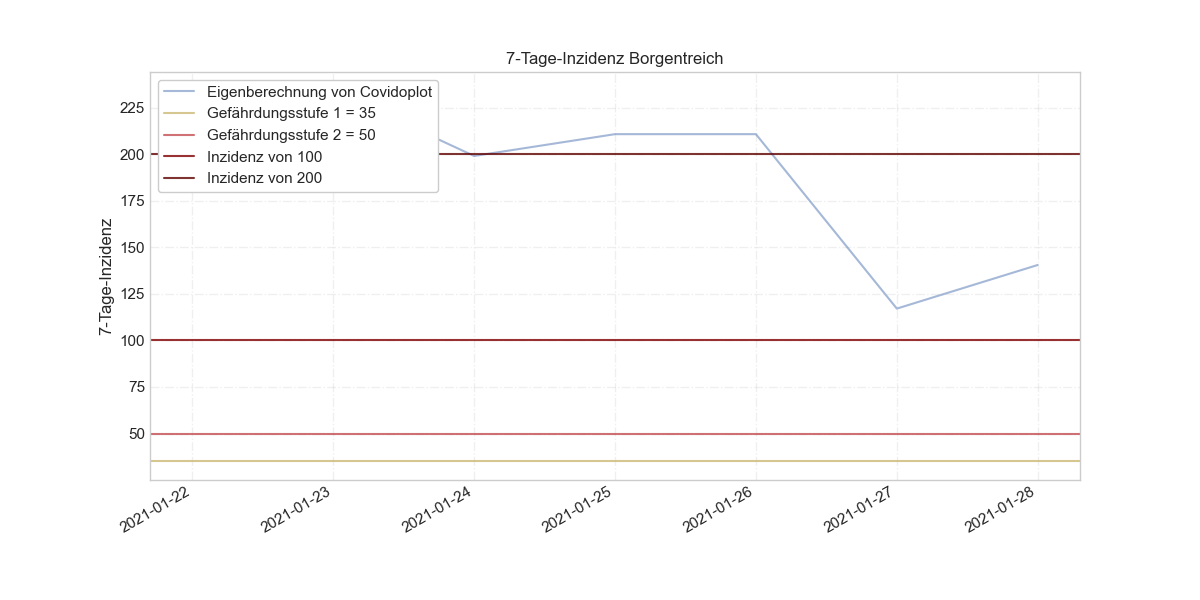 7-Tage-Inzidenz Borgentreich
Eigenberechnung von Covidoplot
Gefährdungsstufe 1 = 35
Gefährdungsstufe 2 = 50
Inzidenz von 100
Inzidenz von 200
7-Tage-Inzidenz
225
200
175
150
125
100
75
50
2021-01-22
2021-01-23
2021-01-24
2021-01-25
2021-01-26
2021-01-27
2021-01-28